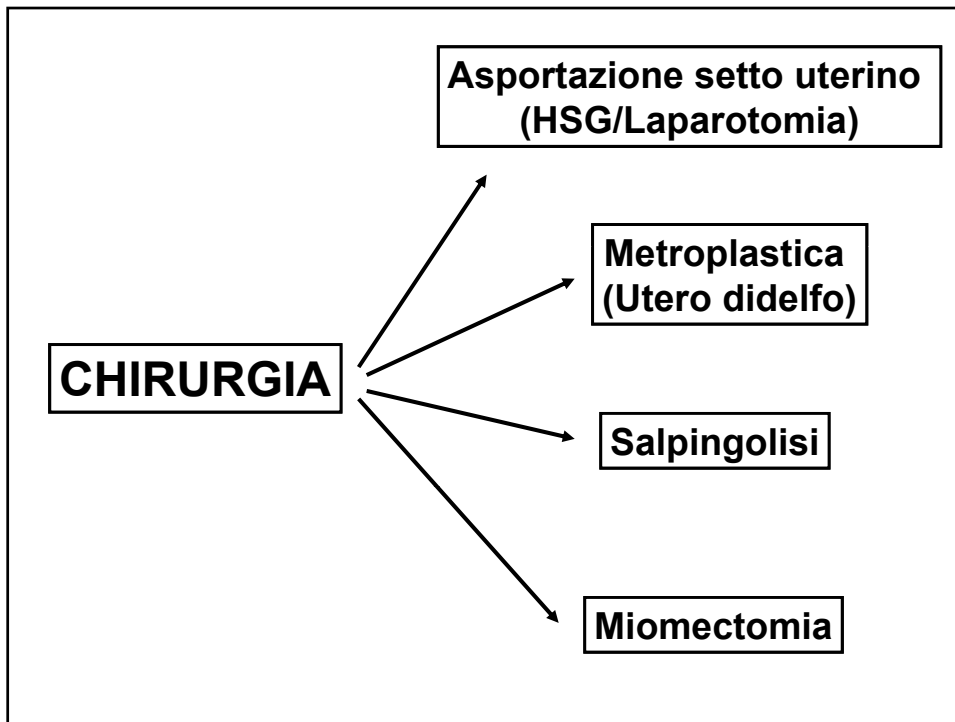 Asportazione setto uterino
(HSG/Laparotomia)
Metroplastica
(Utero didelfo)
CHIRURGIA
Salpingolisi
Miomectomia